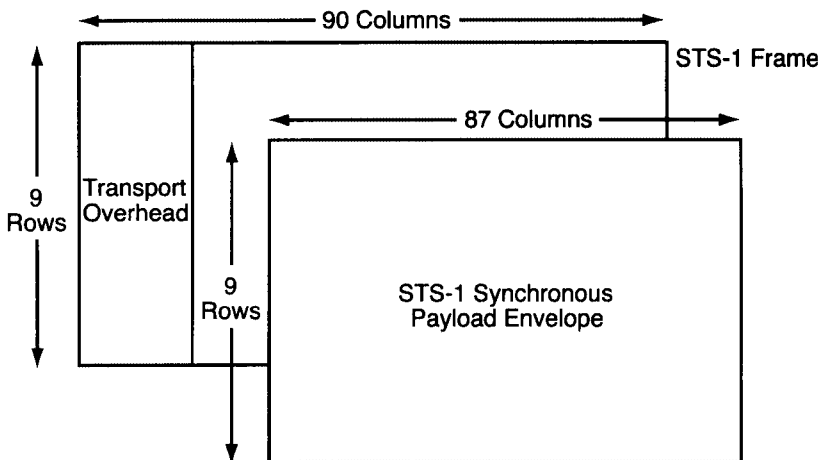 90 Columns
STS-1 Frame
87 Columns
9
Rows
Transport
Overhead
9
Rows
STS-1 Synchronous
Payload Envelope